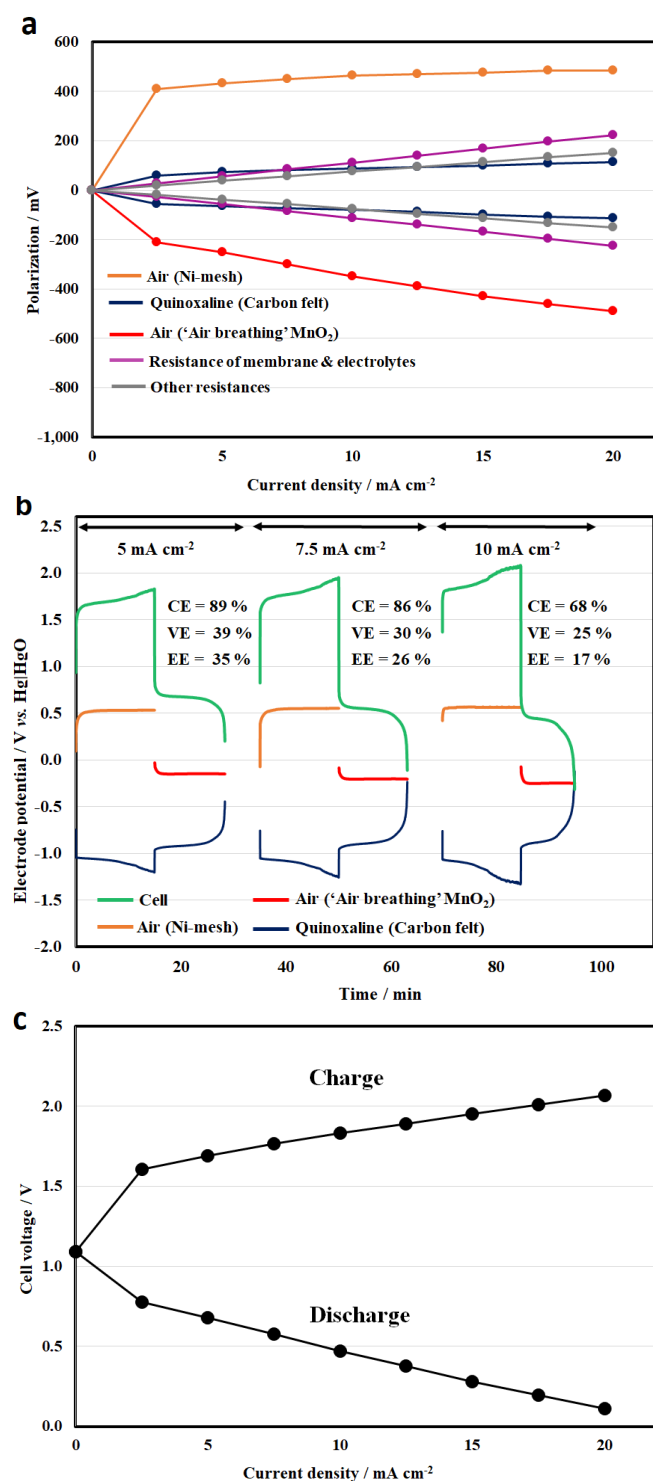 a
600
400
200
0
-200
-400
-600
-800
-1,000
Polarization / mV
Air (Ni-mesh)
Quinoxaline (Carbon felt)
Air (‘Air breathing’ MnO₂)
Resistance of membrane & electrolytes
Other resistances
0 5 10 15 20
Current density / mA cm⁻²
b
2.5
2.0
1.5
1.0
0.5
0.0
-0.5
-1.0
-1.5
-2.0
Electrode potential / V vs. Hg|HgO
5 mA cm⁻² 7.5 mA cm⁻² 10 mA cm⁻²
CE = 89 % CE = 86 % CE = 68 %
VE = 39 % VE = 30 % VE = 25 %
EE = 35 % EE = 26 % EE = 17 %
Cell Air (‘Air breathing’ MnO₂)
Air (Ni-mesh) Quinoxaline (Carbon felt)
0 20 40 60 80 100
Time / min
c
2.5
2.0
1.5
1.0
0.5
0.0
Cell voltage / V
Charge
Discharge
0 5 10 15 20
Current density / mA cm⁻²